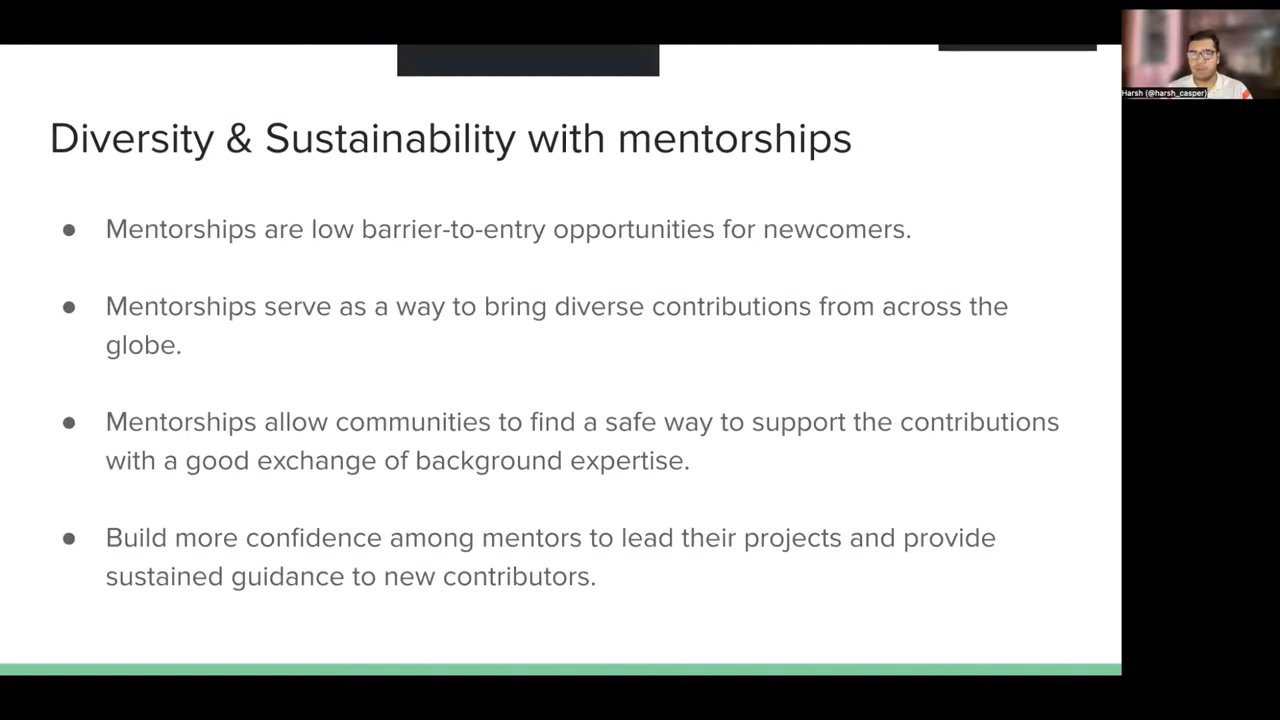 Harsh (@harsh_casper)
Diversity & Sustainability with mentorships
● Mentorships are low barrier-to-entry opportunities for newcomers.
● Mentorships serve as a way to bring diverse contributions from across the
globe.
● Mentorships allow communities to find a safe way to support the contributions
with a good exchange of background expertise.
● Build more confidence among mentors to lead their projects and provide
sustained guidance to new contributors.